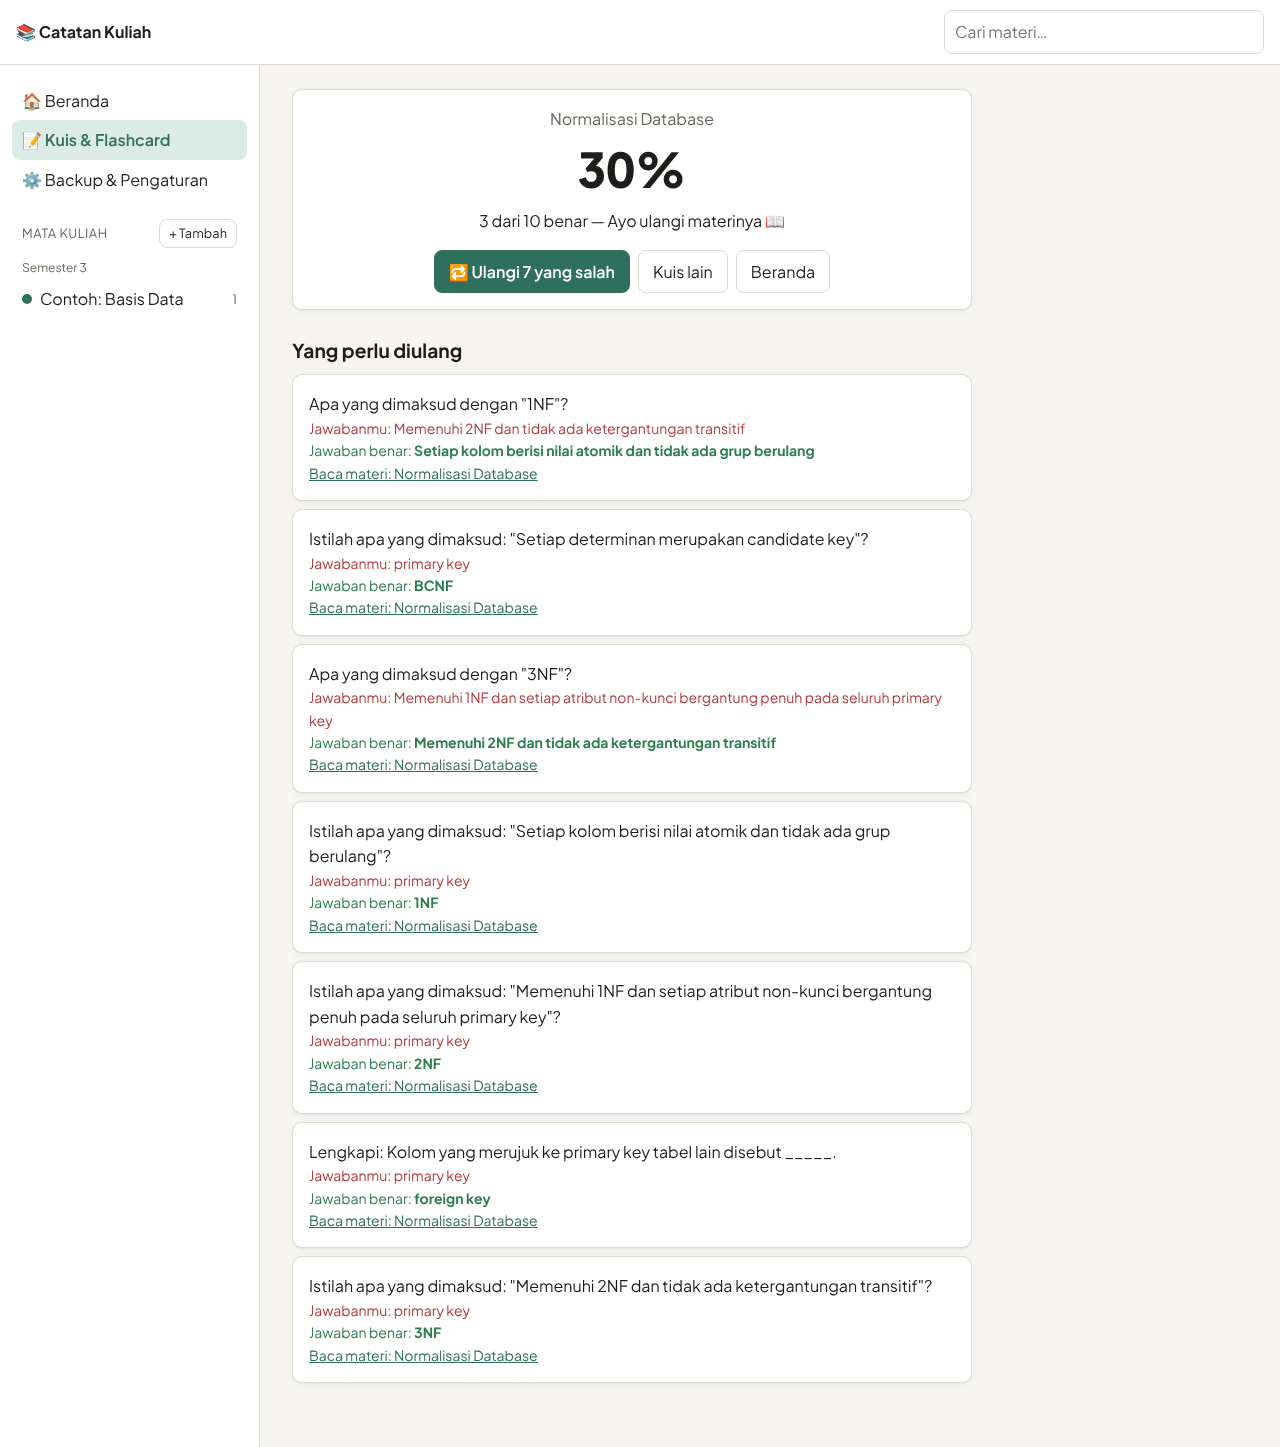 📚 Catatan Kuliah
Cari materi...
🏠 Beranda
📝 Kuis & Flashcard
⚙️ Backup & Pengaturan
MATA KULIAH
+ Tambah
Semester 3
Contoh: Basis Data
1
Normalisasi Database
30%
3 dari 10 benar — Ayo ulangi materinya 📖
🔁 Ulangi 7 yang salah
Kuis lain
Beranda
Yang perlu diulang
Apa yang dimaksud dengan "1NF"?
Jawabanmu: Memenuhi 2NF dan tidak ada ketergantungan transitif
Jawaban benar: Setiap kolom berisi nilai atomik dan tidak ada grup berulang
Baca materi: Normalisasi Database
Istilah apa yang dimaksud: "Setiap determinan merupakan candidate key"?
Jawabanmu: primary key
Jawaban benar: BCNF
Baca materi: Normalisasi Database
Apa yang dimaksud dengan "3NF"?
Jawabanmu: Memenuhi 1NF dan setiap atribut non-kunci bergantung penuh pada seluruh primary
key
Jawaban benar: Memenuhi 2NF dan tidak ada ketergantungan transitif
Baca materi: Normalisasi Database
Istilah apa yang dimaksud: "Setiap kolom berisi nilai atomik dan tidak ada grup
berulang"?
Jawabanmu: primary key
Jawaban benar: 1NF
Baca materi: Normalisasi Database
Istilah apa yang dimaksud: "Memenuhi 1NF dan setiap atribut non-kunci bergantung
penuh pada seluruh primary key"?
Jawabanmu: primary key
Jawaban benar: 2NF
Baca materi: Normalisasi Database
Lengkapi: Kolom yang merujuk ke primary key tabel lain disebut _____.
Jawabanmu: primary key
Jawaban benar: foreign key
Baca materi: Normalisasi Database
Istilah apa yang dimaksud: "Memenuhi 2NF dan tidak ada ketergantungan transitif"?
Jawabanmu: primary key
Jawaban benar: 3NF
Baca materi: Normalisasi Database